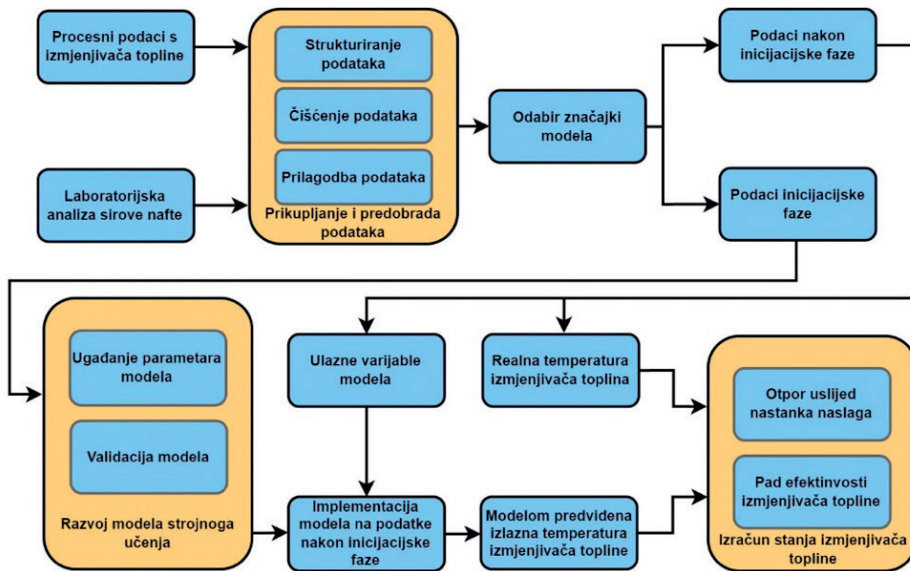 Procesni podaci s
izmjenjivača topline
Laboratorijska
analiza sirove nafte
Strukturiranje
podataka
Čišćenje podataka
Prilagodba podataka
Prikupljanje i predobrada
podataka
Odabir značajki
modela
Podaci nakon
inicijacijske faze
Podaci inicijacijske
faze
Ugađanje parametara
modela
Validacija modela
Razvoj modela strojnoga
učenja
Ulazne varijable
modela
Implementacija
modela na podatke
nakon inicijacijske
faze
Realna temperatura
izmjenjivača toplina
Modelom predviđena
izlazna temperatura
izmjenjivača topline
Otpor uslijed
nastanka naslaga
Pad efektinvosti
izmjenjivača topline
Izračun stanja izmjenjivača
topline